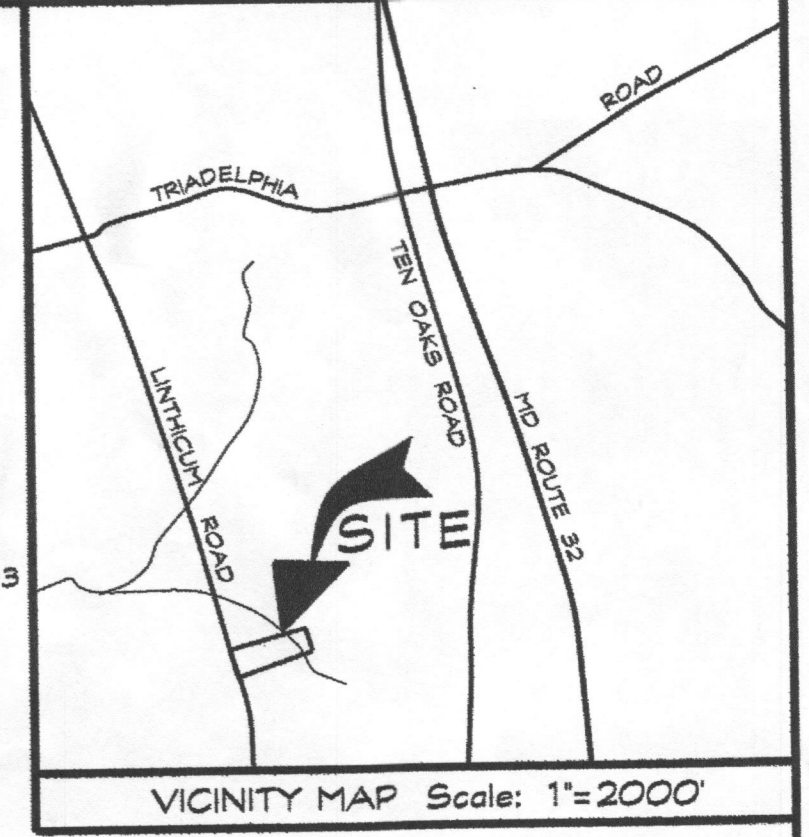 ROAD
TRIADELPHIA
TEN OAKS ROAD
LINTHICUM ROAD
MD ROUTE 32
SITE
3
VICINITY MAP Scale: 1"=2000'